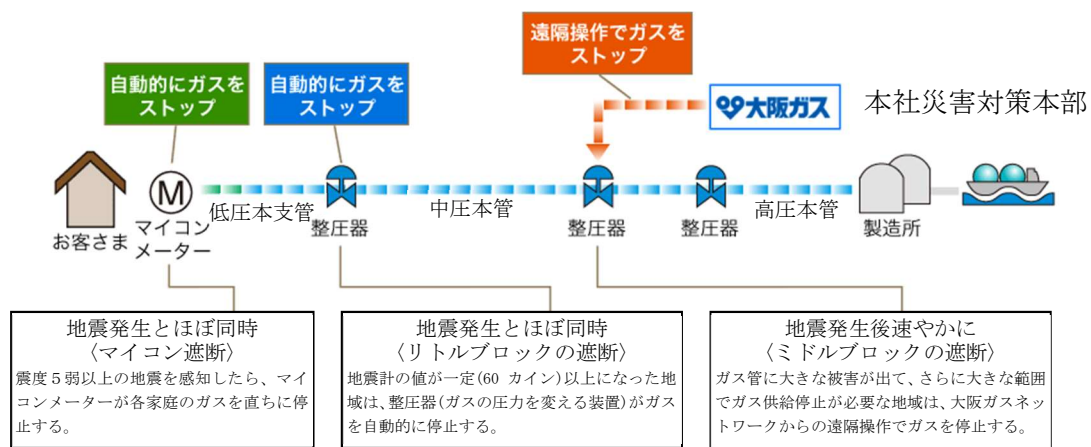 遠隔操作でガスを
ストップ
自動的にガスを
ストップ
自動的にガスを
ストップ
大阪ガス
本社災害対策本部
M
お客さま
マイコン
メーター
低圧本支管
整圧器
中圧本管
整圧器
整圧器
高圧本管
製造所
地震発生とほぼ同時
〈マイコン遮断〉
震度５弱以上の地震を感知したら、マイ
コンメーターが各家庭のガスを直ちに停
止する。
地震発生とほぼ同時
〈リトルブロックの遮断〉
地震計の値が一定(60 カイン)以上になった地
域は、整圧器(ガスの圧力を変える装置)がガス
を自動的に停止する。
地震発生後速やかに
〈ミドルブロックの遮断〉
ガス管に大きな被害が出て、さらに大きな範囲
でガス供給停止が必要な地域は、大阪ガスネッ
トワークからの遠隔操作でガスを停止する。